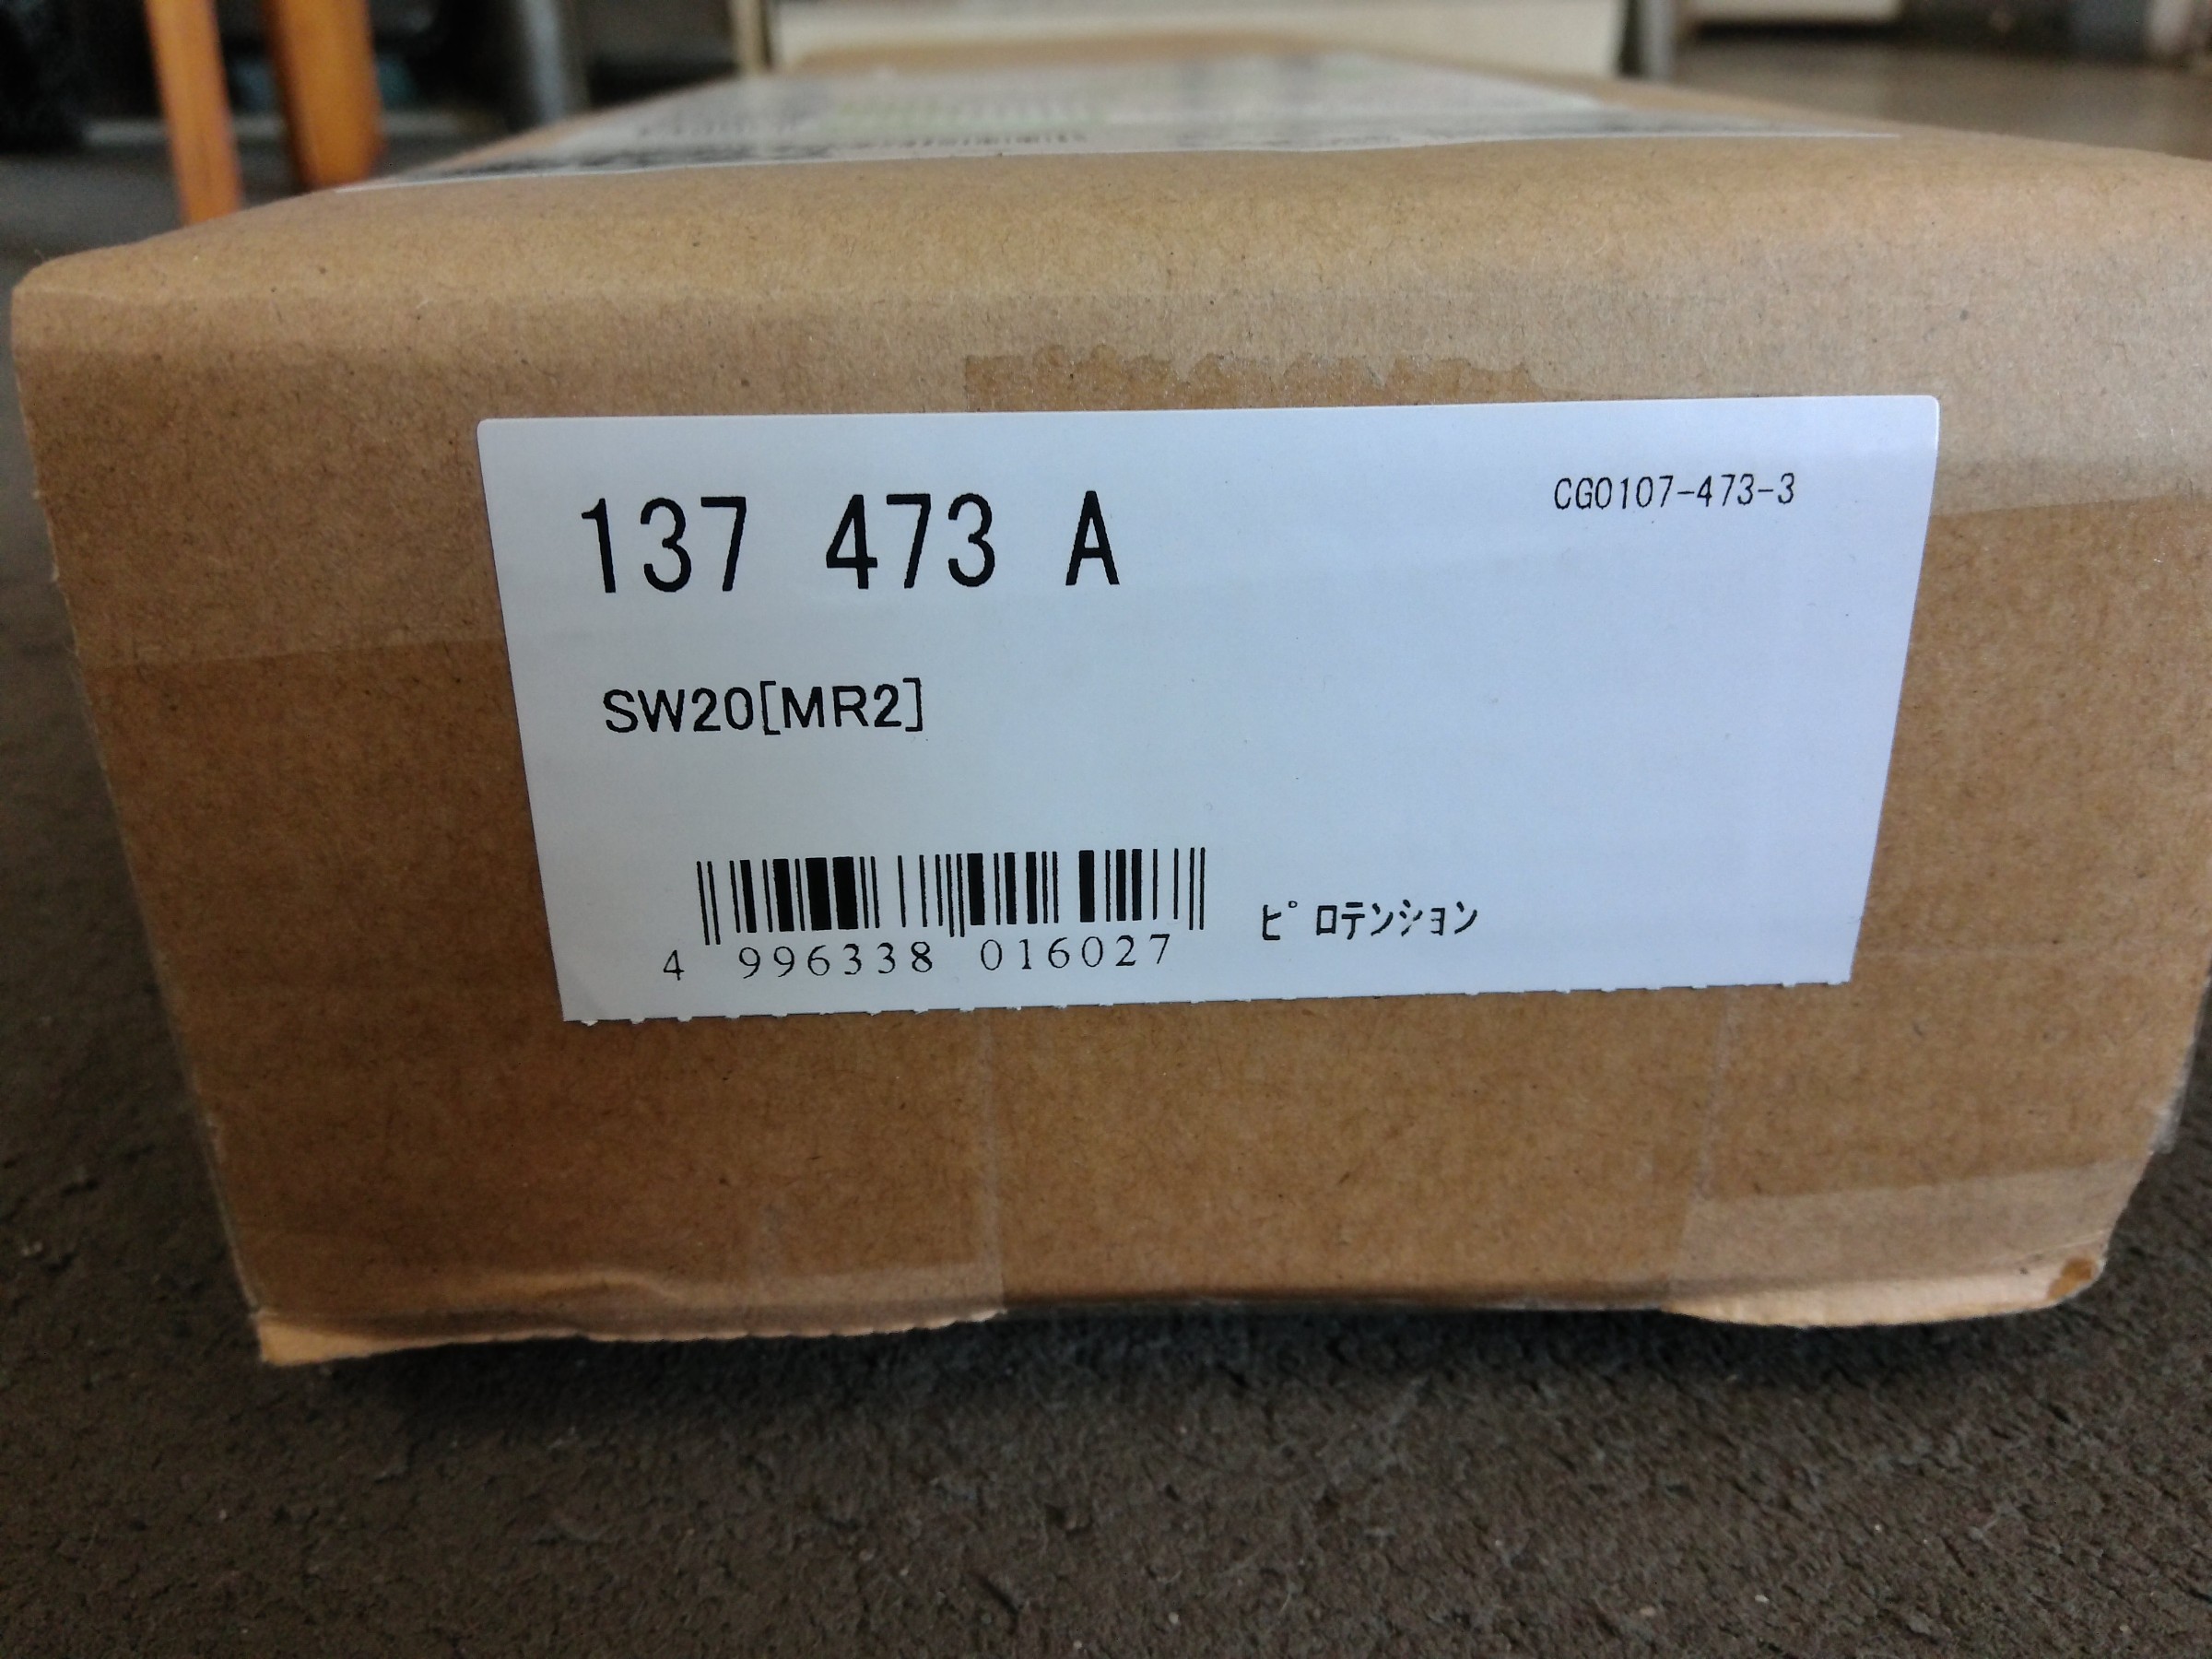 137 473 A
CG0107-473-3
SW20[MR2]
4 996338 016027
ﾋﾟﾛﾃﾝｼｮﾝ